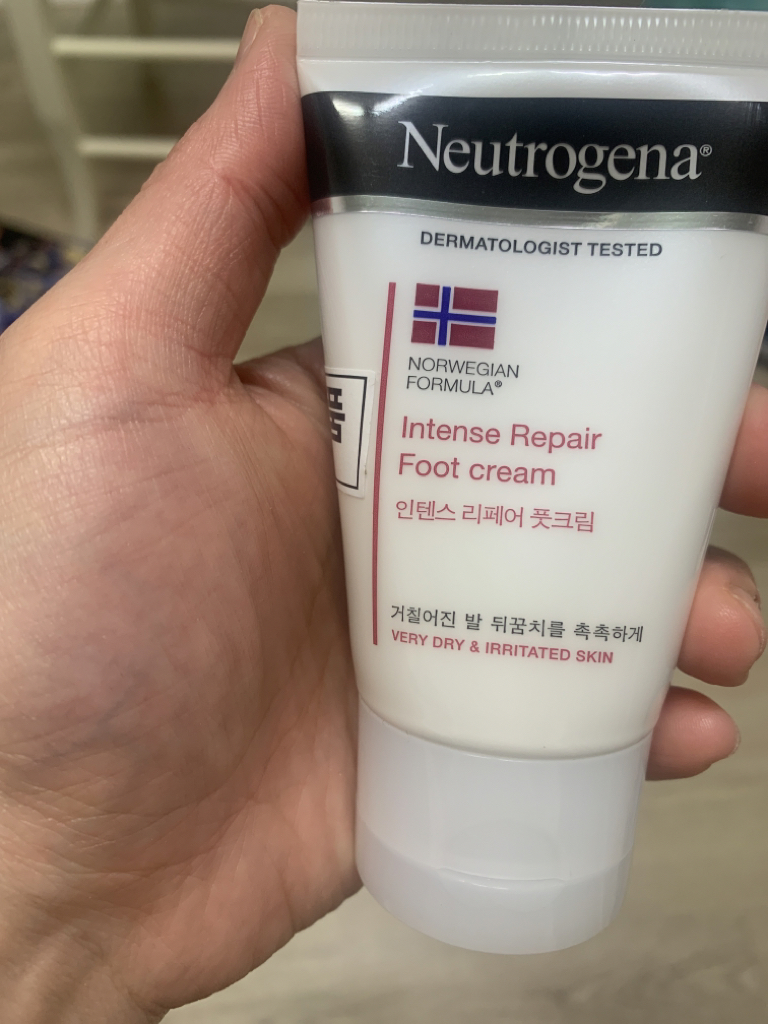 Neutrogena®
DERMATOLOGIST TESTED
NORWEGIAN
FORMULA®
Intense Repair
Foot cream
인텐스 리페어 풋크림
거칠어진 발 뒤꿈치를 촉촉하게
VERY DRY & IRRITATED SKIN